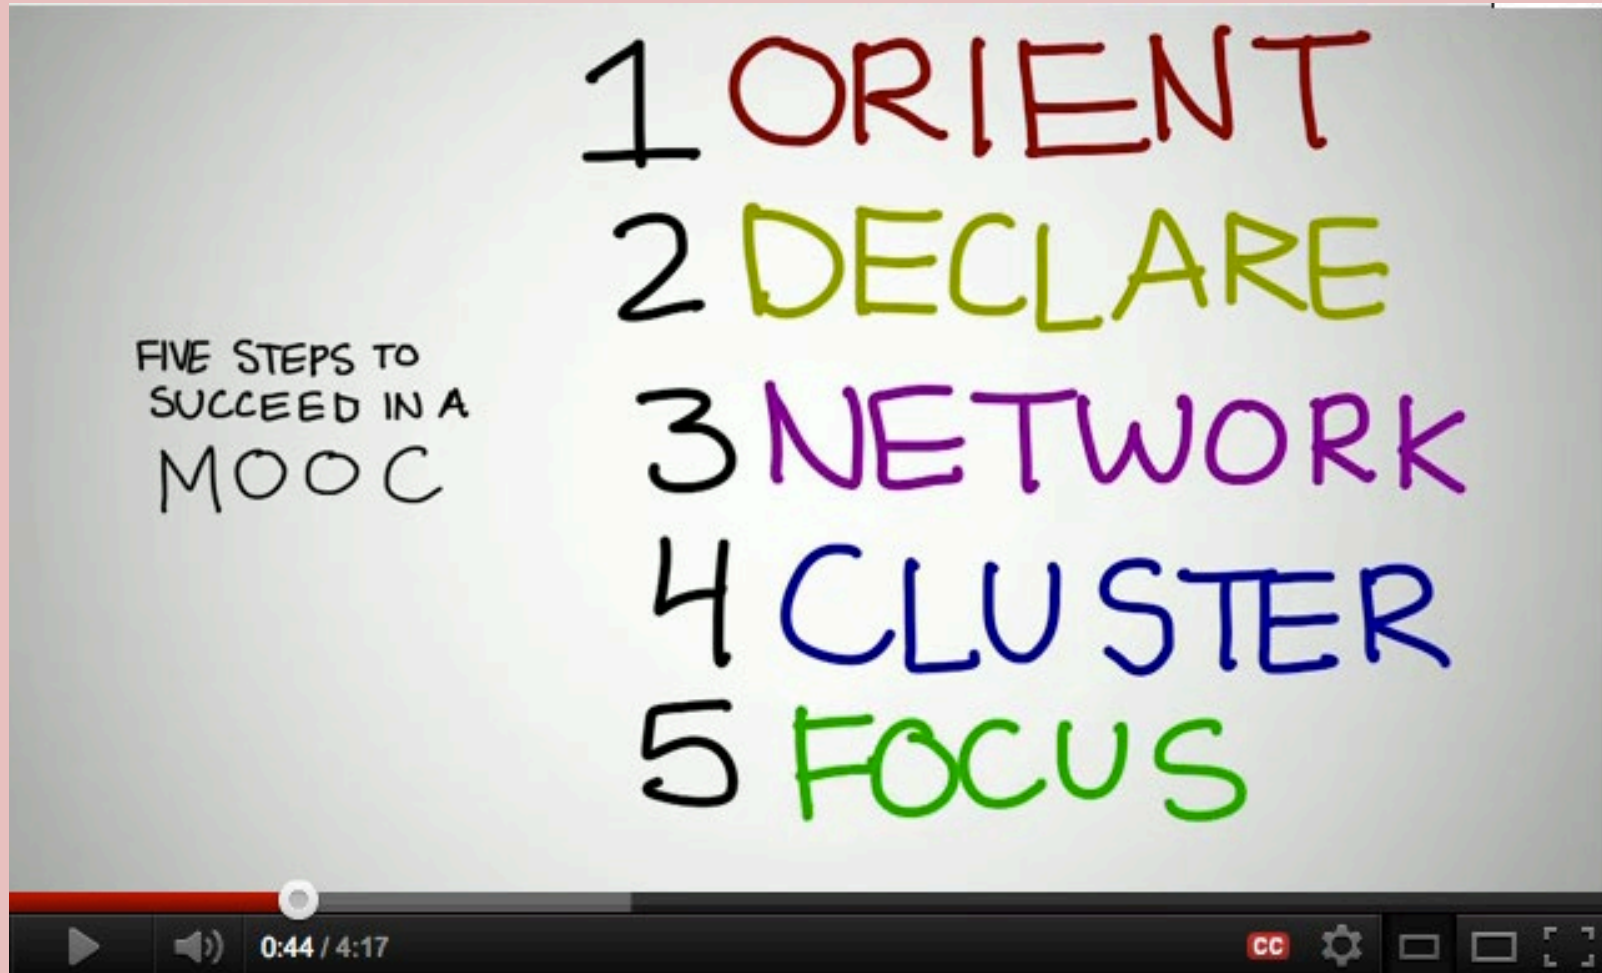 FIVE STEPS TO
SUCCEED IN A
MOOC
1 ORIENT
2 DECLARE
3 NETWORK
4 CLUSTER
5 FOCUS
0:44 / 4:17
CC